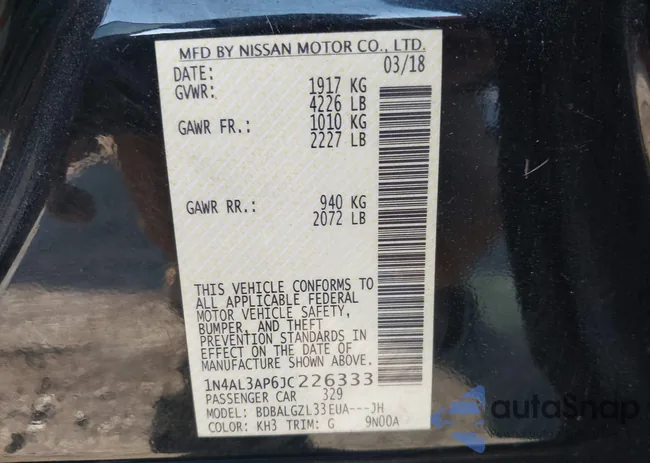 MFD BY NISSAN MOTOR CO., LTD.
DATE: 03/18
GVWR: 1917 KG
4226 LB
GAWR FR.: 1010 KG
2227 LB
GAWR RR.: 940 KG
2072 LB
THIS VEHICLE CONFORMS TO
ALL APPLICABLE FEDERAL
MOTOR VEHICLE SAFETY,
BUMPER, AND THEFT
PREVENTION STANDARDS IN
EFFECT ON THE DATE OF
MANUFACTURE SHOWN ABOVE.
1N4AL3AP6JC226333
PASSENGER CAR 329
MODEL: BDBALGZL33EUA---JH
COLOR: KH3 TRIM: G 9N00A
autoSnap